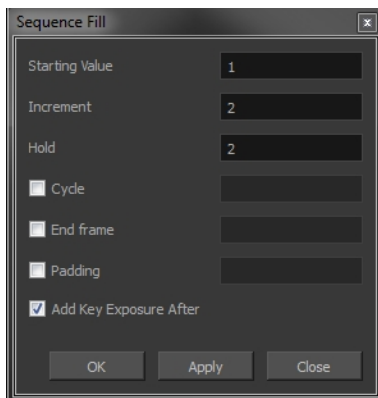 Sequence Fill
Starting Value 1
Increment 2
Hold 2
Cycle
End frame
Padding
Add Key Exposure After
OK Apply Close